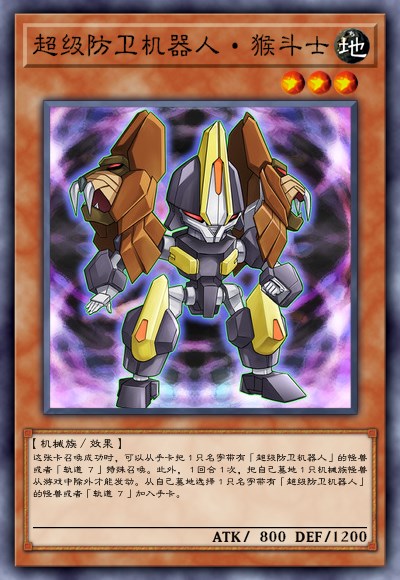 超级防卫机器人·猴斗士
地
【机械族/效果】
这张卡召唤成功时，可以从手卡把1只名字带有「超级防卫机器人」的怪兽
或者「轨道 7」特殊召唤。此外，1回合1次，把自己墓地1只机械族怪兽
从游戏中除外才能发动。从自己墓地选择1只名字带有「超级防卫机器人」
的怪兽或者「轨道 7」加入手卡。
ATK/ 800 DEF/1200